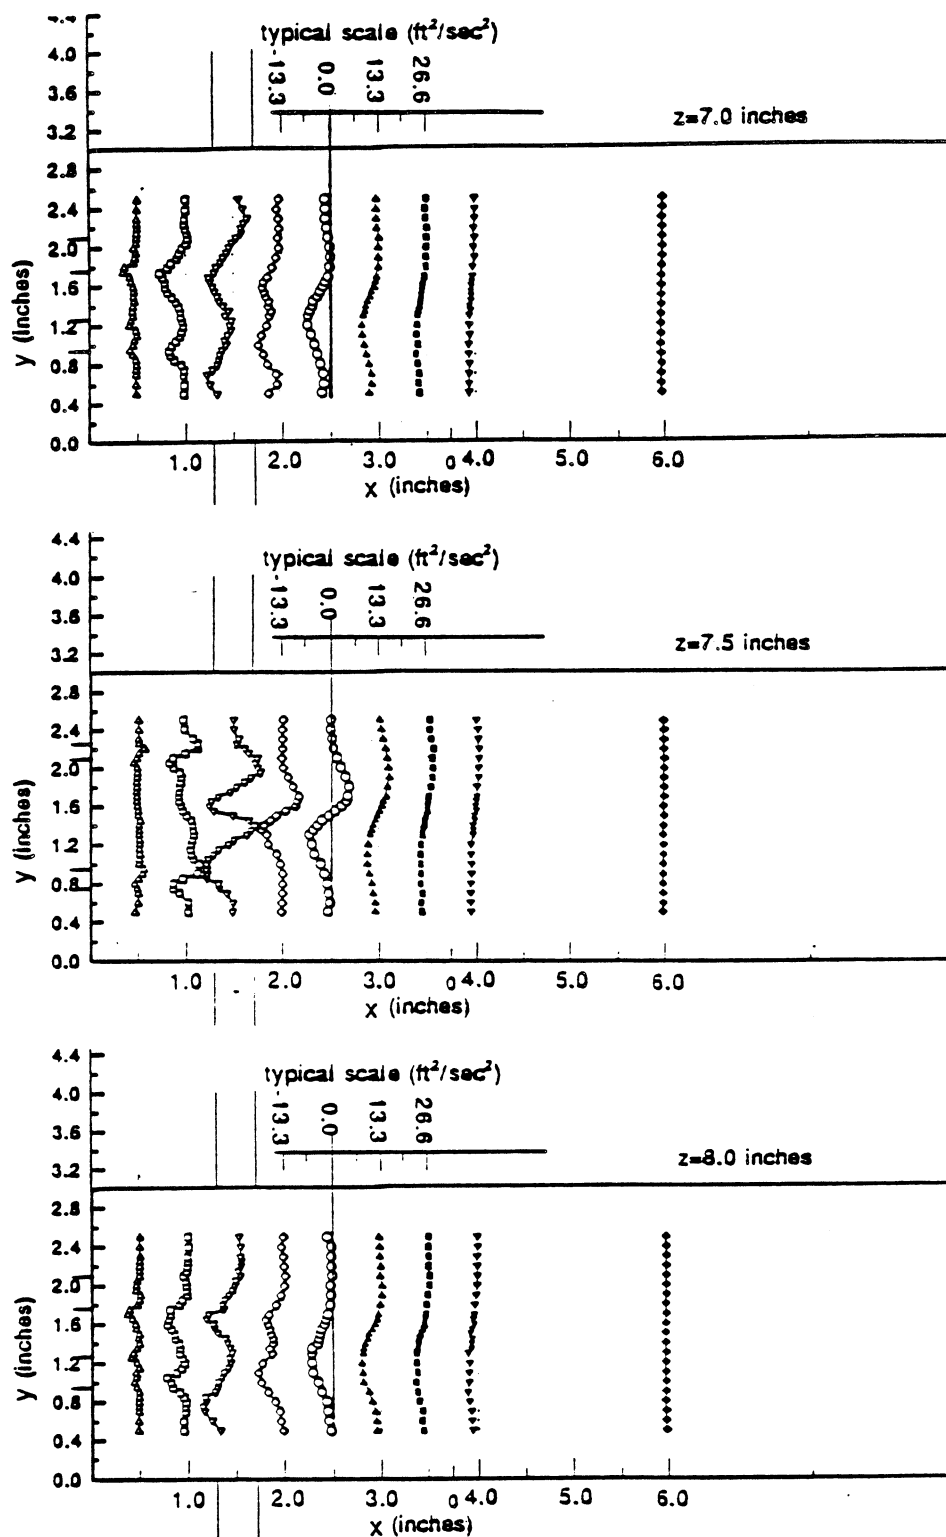 4.4
typical scale (ft²/sec²)
4.0
-13.3 0.0 13.3 26.6
3.6
z=7.0 inches
3.2
2.8
2.4
2.0
1.6
1.2
0.8
0.4
0.0
y (inches)
1.0 2.0 3.0 0 4.0 5.0 6.0
x (inches)
4.4
typical scale (ft²/sec²)
4.0
-13.3 0.0 13.3 26.6
3.6
z=7.5 inches
3.2
2.8
2.4
2.0
1.6
1.2
0.8
0.4
0.0
y (inches)
1.0 2.0 3.0 0 4.0 5.0 6.0
x (inches)
4.4
typical scale (ft²/sec²)
4.0
-13.3 0.0 13.3 26.6
3.6
z=8.0 inches
3.2
2.8
2.4
2.0
1.6
1.2
0.8
0.4
0.0
y (inches)
1.0 2.0 3.0 0 4.0 5.0 6.0
x (inches)